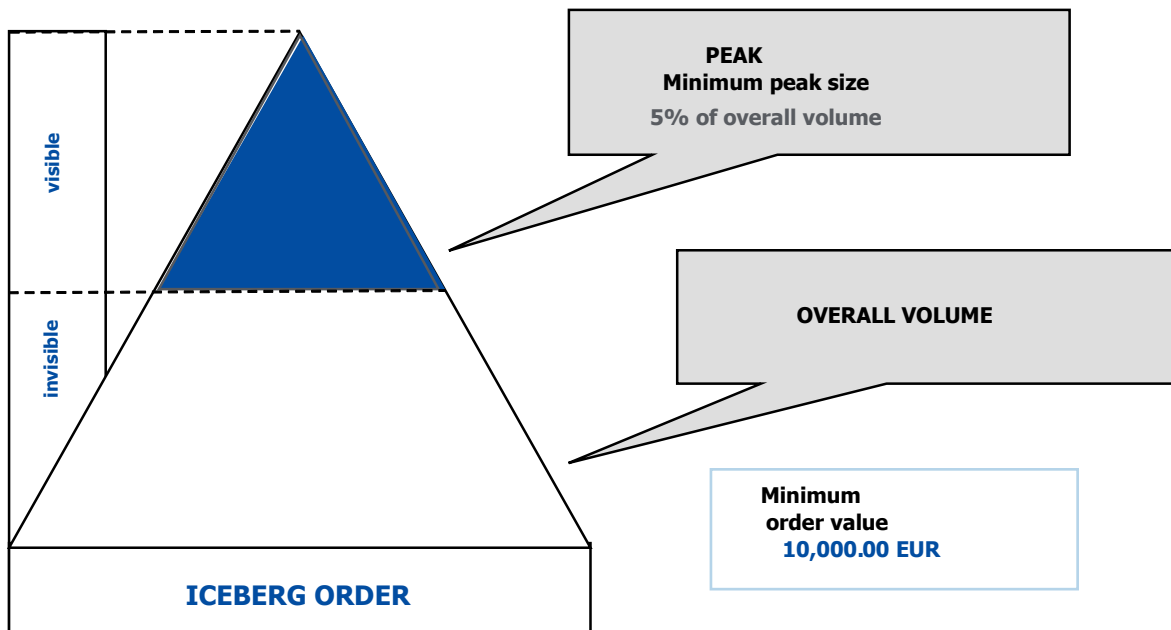 PEAK
Minimum peak size
5% of overall volume
visible
OVERALL VOLUME
invisible
Minimum
order value
10,000.00 EUR
ICEBERG ORDER